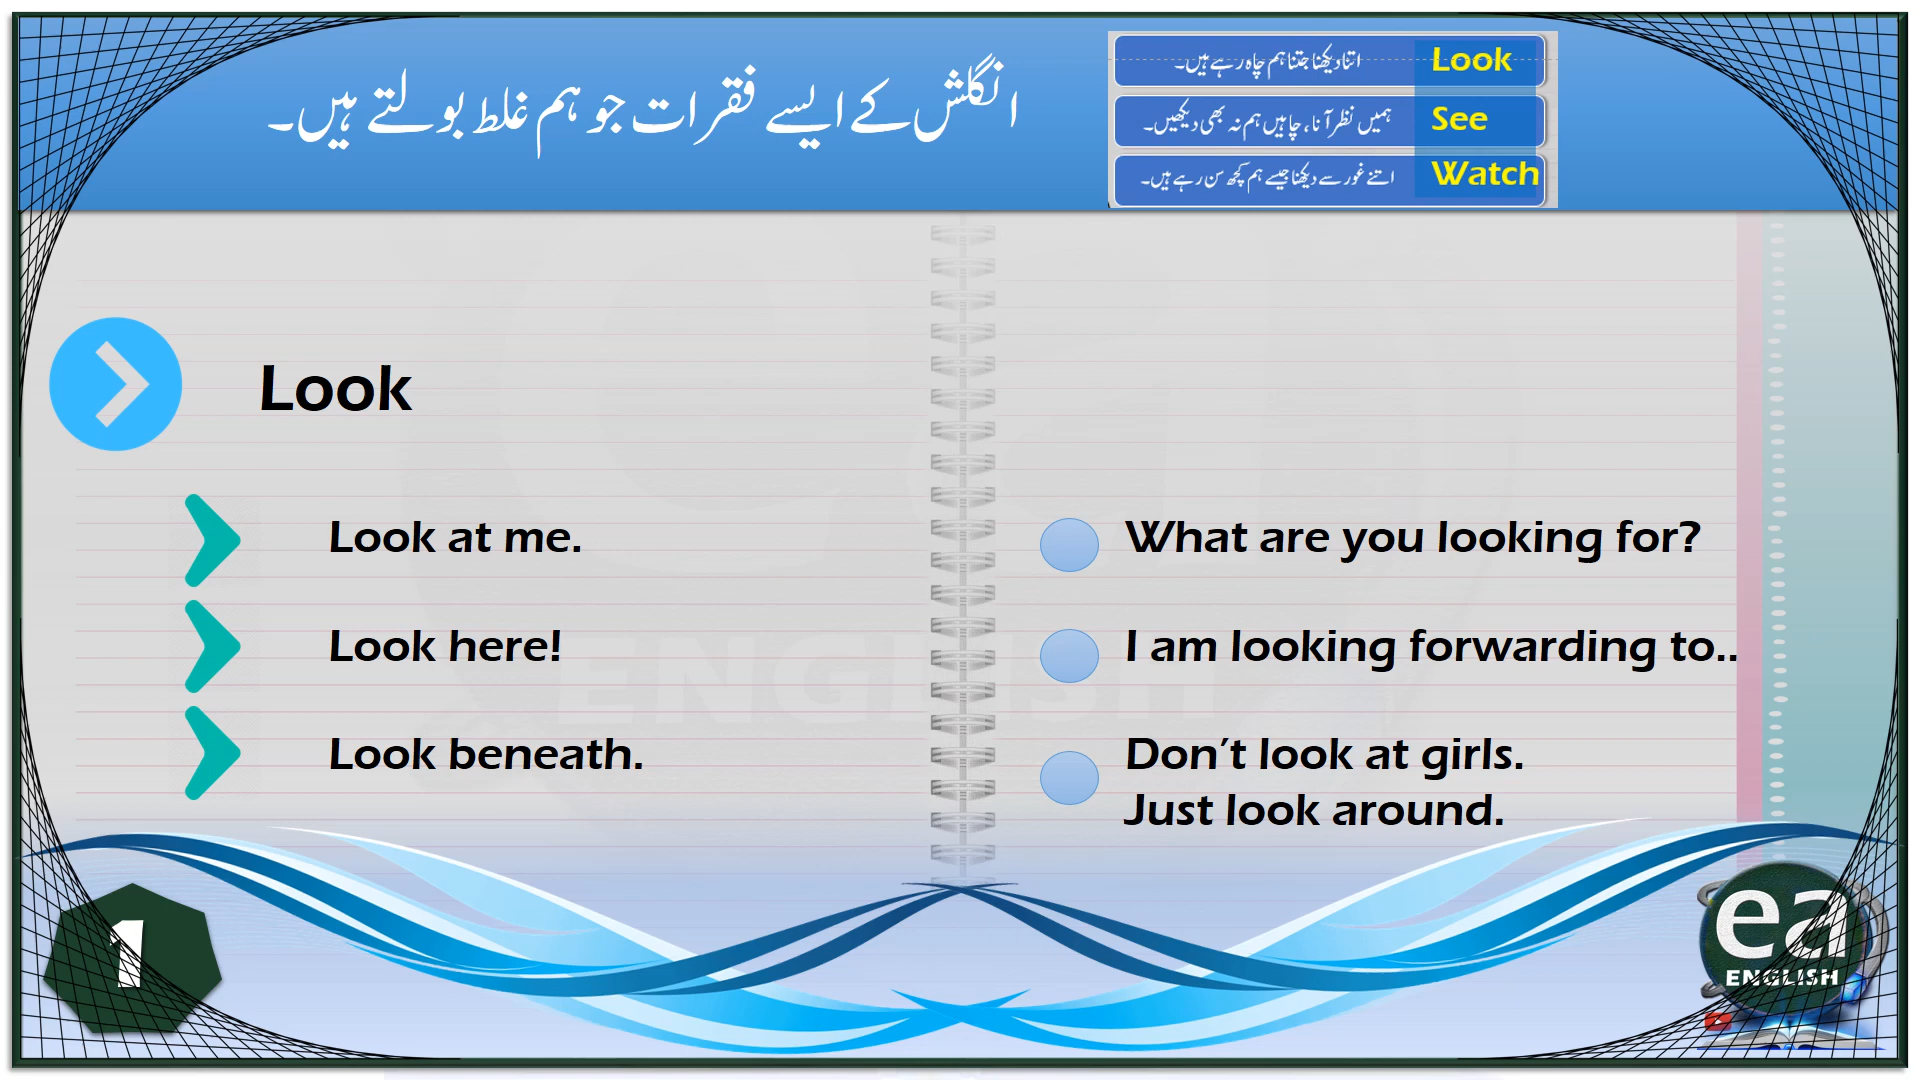 انگلش کے ایسے فقرات جو ہم غلط بولتے ہیں۔
Look اتنا دیکھنا جتنا ہم چاہ رہے ہیں۔
See ہمیں نظر آنا، چاہیں ہم نہ بھی دیکھیں۔
Watch اتنے غور سے دیکھنا جیسے ہم کچھ سن رہے ہیں۔
Look
Look at me.
Look here!
Look beneath.
What are you looking for?
I am looking forwarding to..
Don't look at girls.
Just look around.
1
ea
ENGLISH
ENGLISH